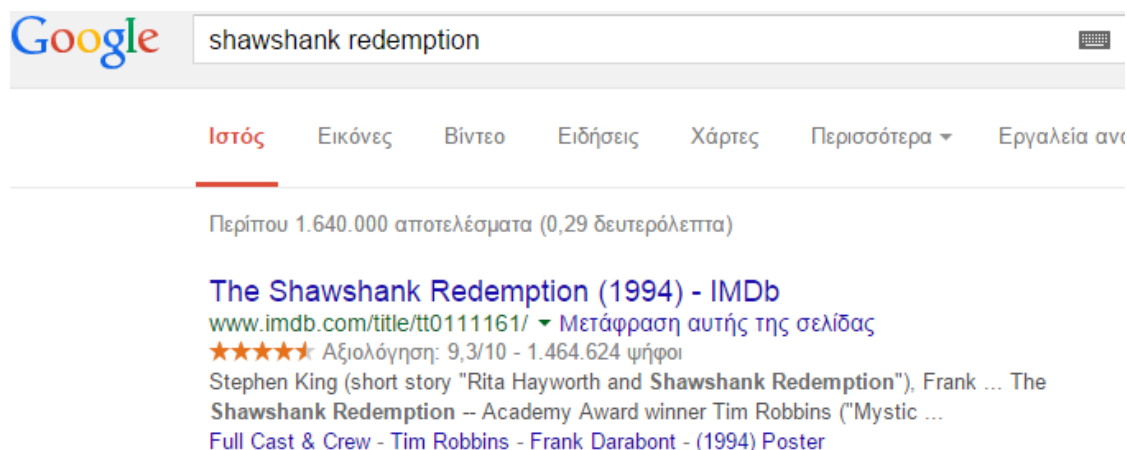 Google shawshank redemption
Ιστός Εικόνες Βίντεο Ειδήσεις Χάρτες Περισσότερα Εργαλεία
Περίπου 1.640.000 αποτελέσματα (0,29 δευτερόλεπτα)
The Shawshank Redemption (1994) - IMDb
www.imdb.com/title/tt0111161/ Μετάφραση αυτής της σελίδας
Αξιολόγηση: 9,3/10 - 1.464.624 ψήφοι
Stephen King (short story "Rita Hayworth and Shawshank Redemption"), Frank ... The
Shawshank Redemption -- Academy Award winner Tim Robbins ("Mystic ...
Full Cast & Crew - Tim Robbins - Frank Darabont - (1994) Poster